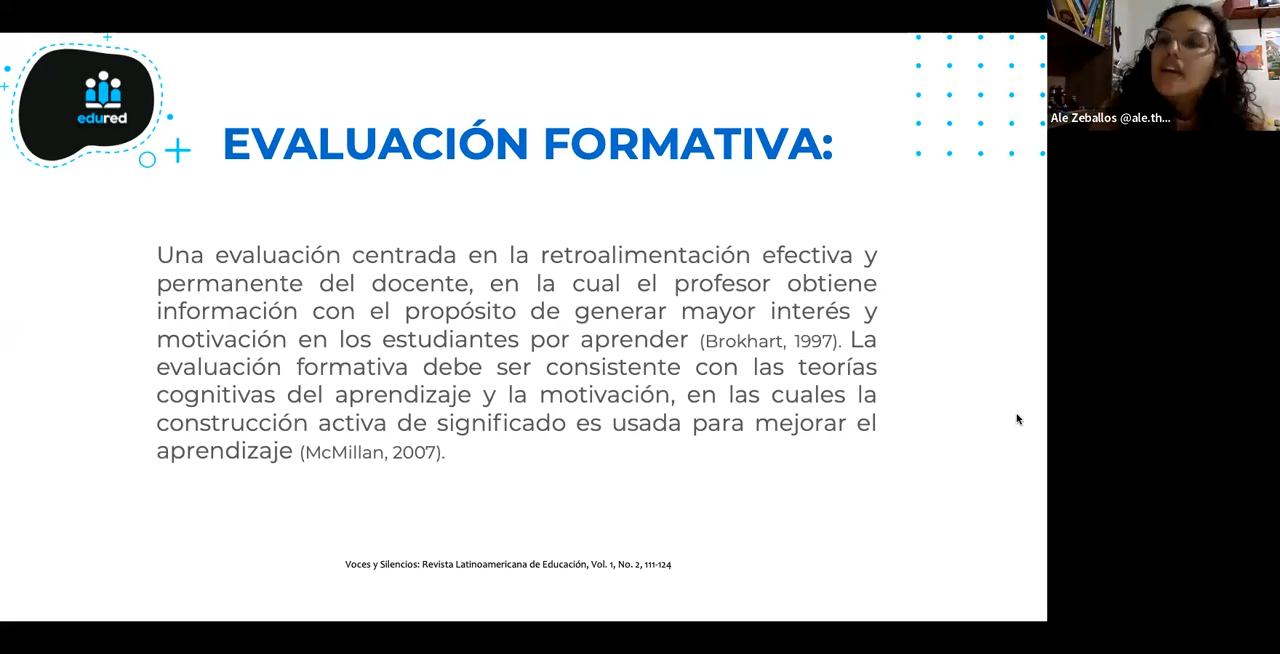 edured
EVALUACIÓN FORMATIVA:
Una evaluación centrada en la retroalimentación efectiva y
permanente del docente, en la cual el profesor obtiene
información con el propósito de generar mayor interés y
motivación en los estudiantes por aprender (Brokhart, 1997). La
evaluación formativa debe ser consistente con las teorías
cognitivas del aprendizaje y la motivación, en las cuales la
construcción activa de significado es usada para mejorar el
aprendizaje (McMillan, 2007).
Voces y Silencios: Revista Latinoamericana de Educación, Vol. 1, No. 2, 111-124
Ale Zeballos @ale.th...